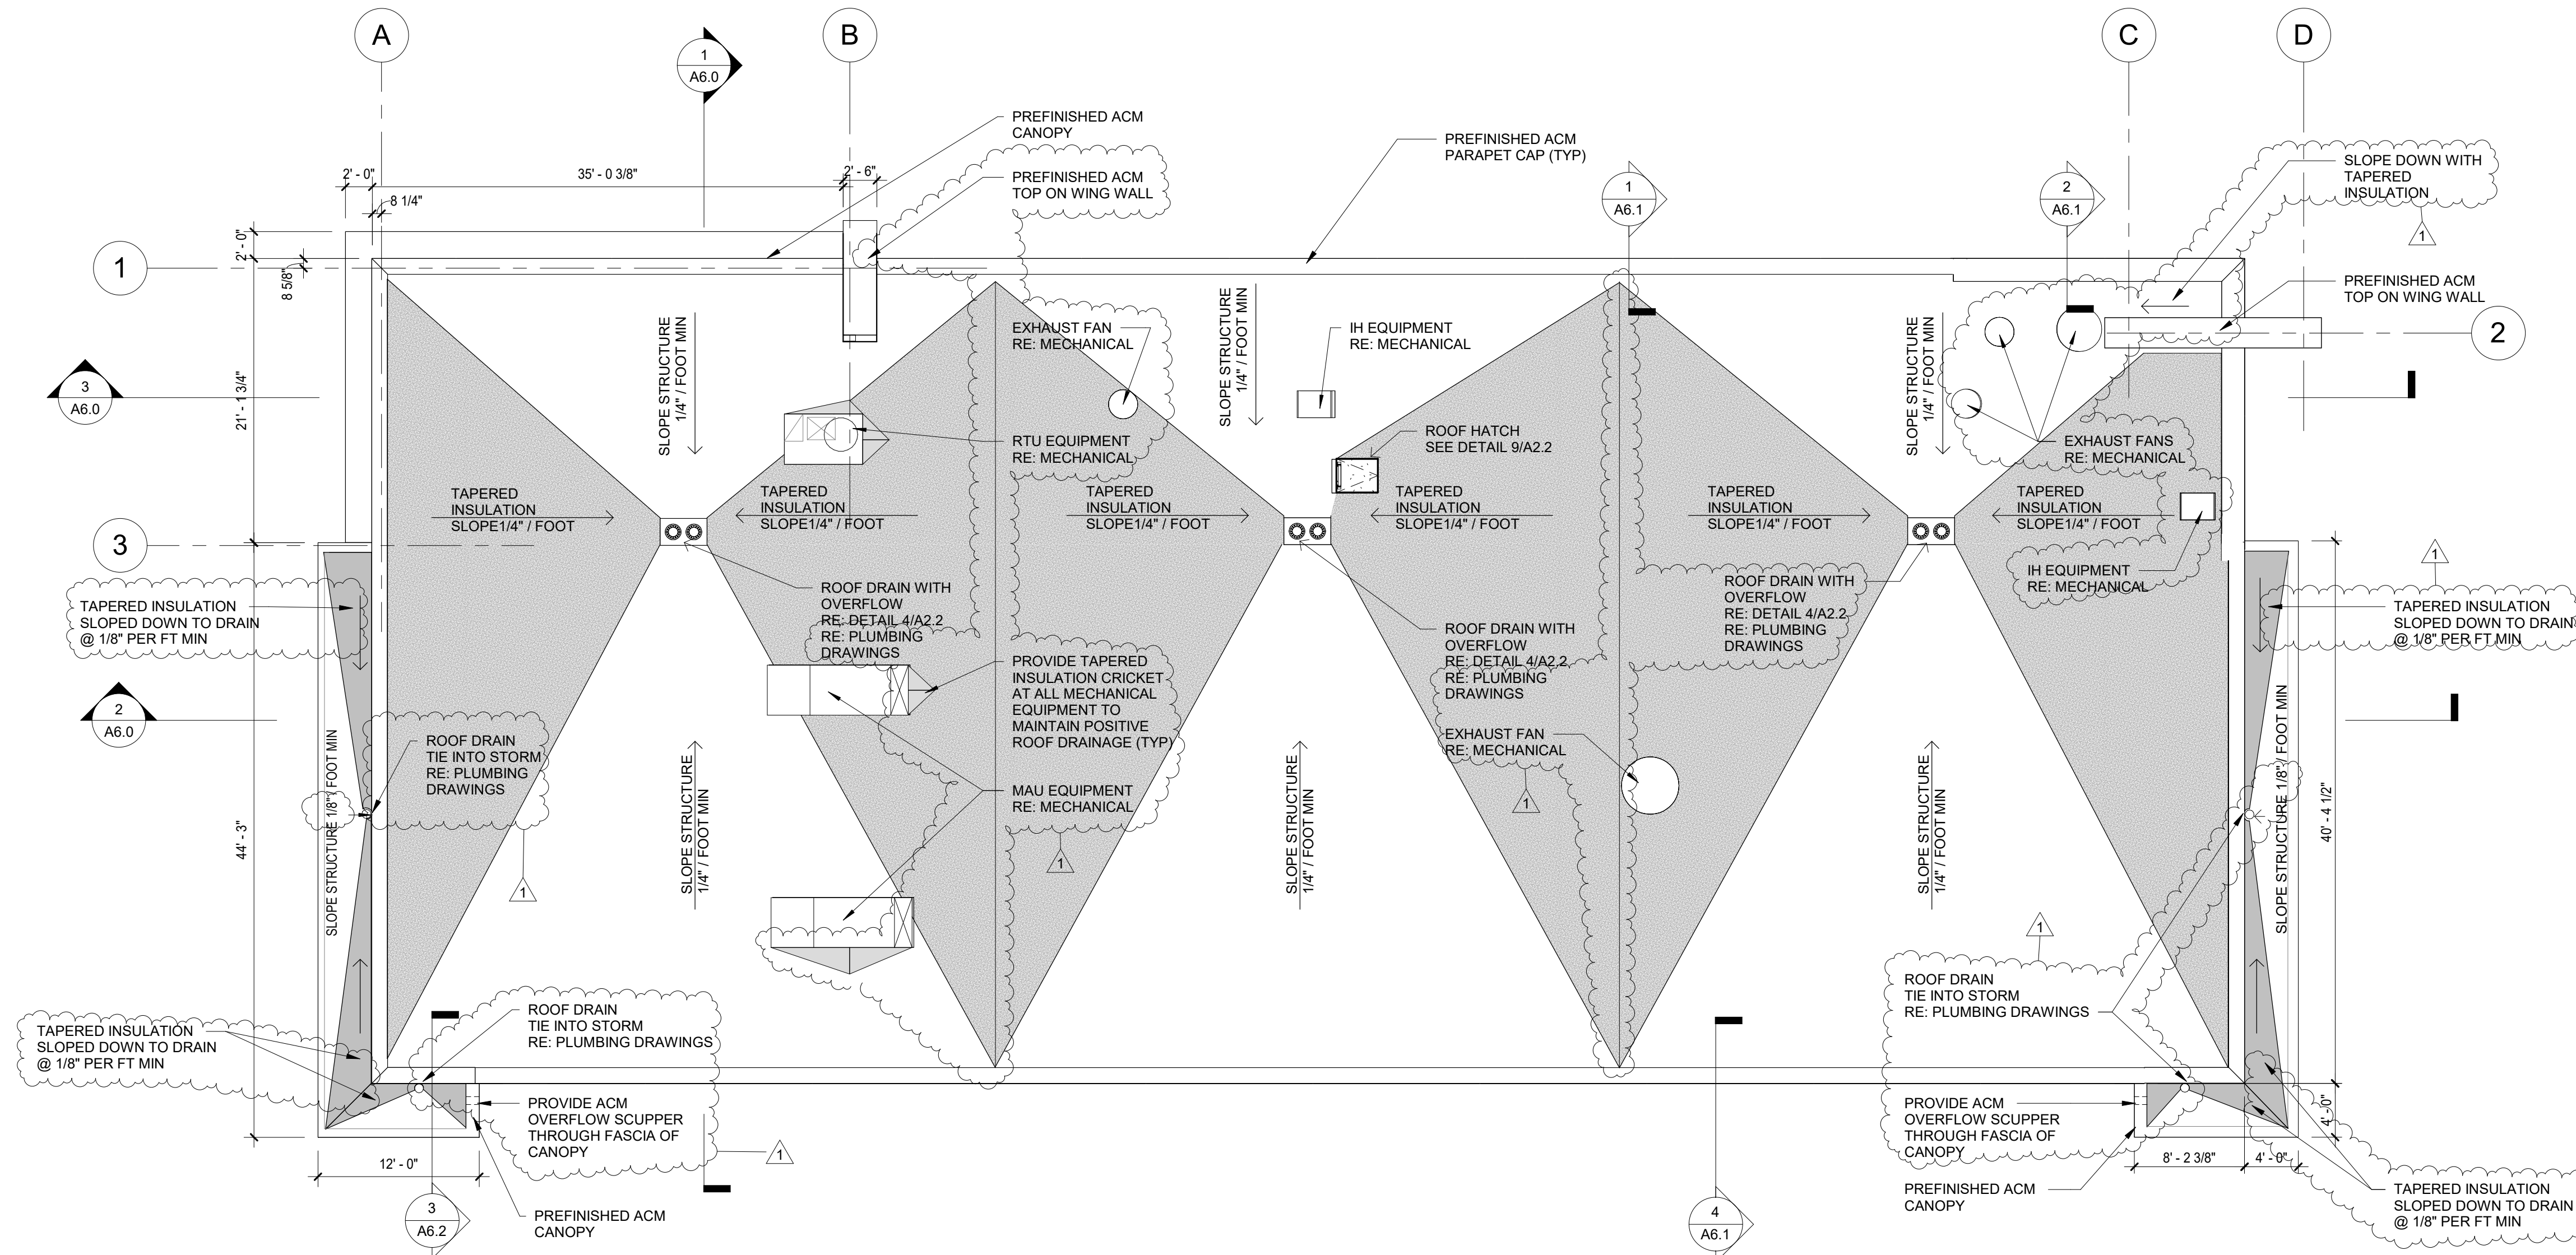 A
B
C
D
1
A6.0
PREFINISHED ACM
CANOPY
PREFINISHED ACM
PARAPET CAP (TYP)
2' - 0"
35' - 0 3/8"
2' - 6"
8 1/4"
PREFINISHED ACM
TOP ON WING WALL
1
A6.1
2
A6.1
SLOPE DOWN WITH
TAPERED
INSULATION
1
1
2' - 0"
8 5/8"
PREFINISHED ACM
TOP ON WING WALL
2
SLOPE STRUCTURE
1/4" / FOOT MIN
EXHAUST FAN
RE: MECHANICAL
SLOPE STRUCTURE
1/4" / FOOT MIN
IH EQUIPMENT
RE: MECHANICAL
SLOPE STRUCTURE
1/4" / FOOT MIN
3
A6.0
21' - 1 3/4"
RTU EQUIPMENT
RE: MECHANICAL
ROOF HATCH
SEE DETAIL 9/A2.2
EXHAUST FANS
RE: MECHANICAL
TAPERED
INSULATION
SLOPE1/4" / FOOT
TAPERED
INSULATION
SLOPE1/4" / FOOT
TAPERED
INSULATION
SLOPE1/4" / FOOT
TAPERED
INSULATION
SLOPE1/4" / FOOT
TAPERED
INSULATION
SLOPE1/4" / FOOT
TAPERED
INSULATION
SLOPE1/4" / FOOT
3
IH EQUIPMENT
RE: MECHANICAL
1
TAPERED INSULATION
SLOPED DOWN TO DRAIN
@ 1/8" PER FT MIN
ROOF DRAIN WITH
OVERFLOW
RE: DETAIL 4/A2.2
RE: PLUMBING
DRAWINGS
ROOF DRAIN WITH
OVERFLOW
RE: DETAIL 4/A2.2
RE: PLUMBING
DRAWINGS
ROOF DRAIN WITH
OVERFLOW
RE: DETAIL 4/A2.2
RE: PLUMBING
DRAWINGS
TAPERED INSULATION
SLOPED DOWN TO DRAIN
@ 1/8" PER FT MIN
PROVIDE TAPERED
INSULATION CRICKET
AT ALL MECHANICAL
EQUIPMENT TO
MAINTAIN POSITIVE
ROOF DRAINAGE (TYP)
2
A6.0
ROOF DRAIN
TIE INTO STORM
RE: PLUMBING
DRAWINGS
EXHAUST FAN
RE: MECHANICAL
1
MAU EQUIPMENT
RE: MECHANICAL
1
1
SLOPE STRUCTURE 1/8" / FOOT MIN
44' - 3"
SLOPE STRUCTURE
1/4" / FOOT MIN
SLOPE STRUCTURE
1/4" / FOOT MIN
SLOPE STRUCTURE
1/4" / FOOT MIN
SLOPE STRUCTURE 1/8" / FOOT MIN
40' - 4 1/2"
1
ROOF DRAIN
TIE INTO STORM
RE: PLUMBING DRAWINGS
TAPERED INSULATION
SLOPED DOWN TO DRAIN
@ 1/8" PER FT MIN
ROOF DRAIN
TIE INTO STORM
RE: PLUMBING DRAWINGS
PROVIDE ACM
OVERFLOW SCUPPER
THROUGH FASCIA OF
CANOPY
1
PROVIDE ACM
OVERFLOW SCUPPER
THROUGH FASCIA OF
CANOPY
4' - 0"
12' - 0"
8' - 2 3/8"
4' - 0"
3
A6.2
PREFINISHED ACM
CANOPY
4
A6.1
PREFINISHED ACM
CANOPY
TAPERED INSULATION
SLOPED DOWN TO DRAIN
@ 1/8" PER FT MIN